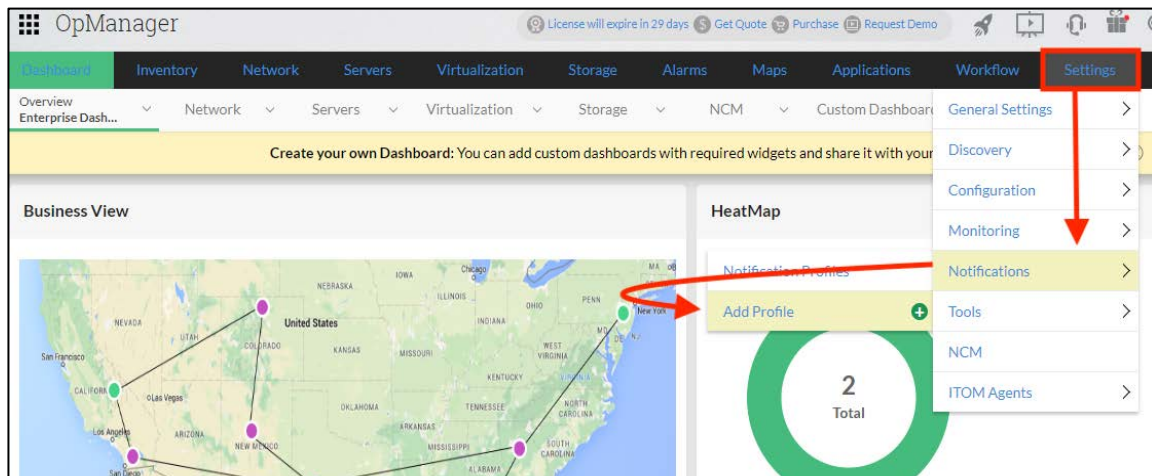 OpManager
License will expire in 29 days Get Quote Purchase Request Demo
Dashboard Inventory Network Servers Virtualization Storage Alarms Maps Applications Workflow Settings
Overview
Enterprise Dash...
Network Servers Virtualization Storage NCM Custom Dashboard
General Settings
Create your own Dashboard: You can add custom dashboards with required widgets and share it with your
Discovery
Configuration
Monitoring
Notifications
Tools
NCM
ITOM Agents
Business View
HeatMap
Notification Profiles
Add Profile
2
Total
IOWA
Chicago
MA
NEBRASKA
ILLINOIS
OHIO
PENN
New York
NEVADA
United States
INDIANA
MD
DE
NJ
UTAH
COLORADO
KANSAS
MISSOURI
WEST
VIRGINIA
San Francisco
KENTUCKY
VIRGINIA
CALIFORNIA
Las Vegas
OKLAHOMA
TENNESSEE
NORTH
CAROLINA
Los Angeles
ARIZONA
NEW MEXICO
ARKANSAS
MISSISSIPPI
SOUTH
CAROLINA
San Diego
ALABAMA